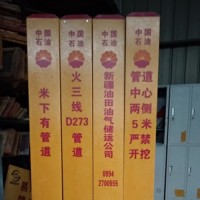 中国
石油
米下有管道
中国
石油
火三线
D273
管道
中国
石油
新疆油田油气储运公司
0994
2700955
中国
石油
管道
中心
两侧
5米
严禁
开挖